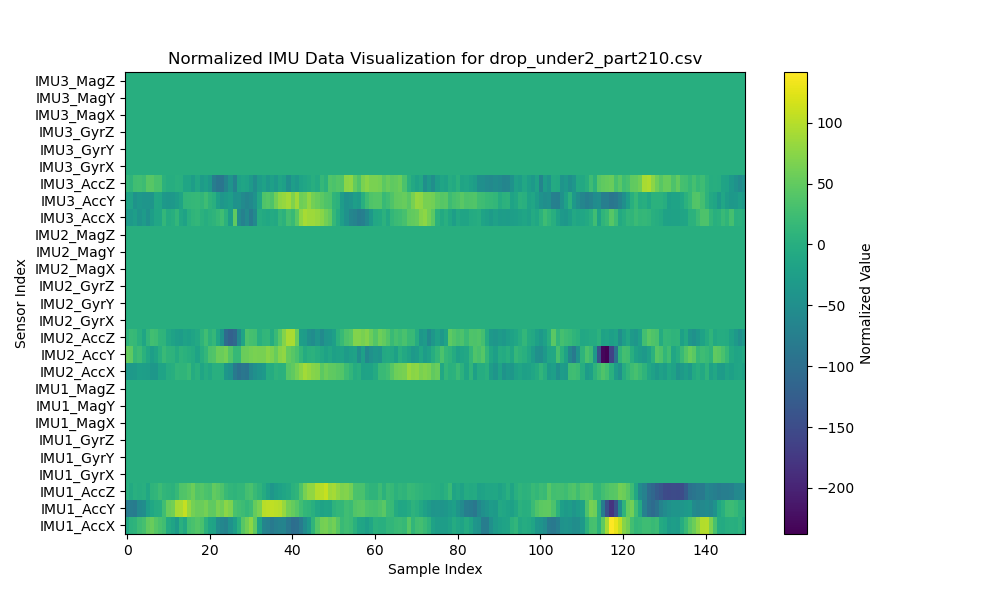 Normalized IMU Data Visualization for drop_under2_part210.csv
IMU3_MagZ
IMU3_MagY
IMU3_MagX
IMU3_GyrZ
IMU3_GyrY
IMU3_GyrX
IMU3_AccZ
IMU3_AccY
IMU3_AccX
IMU2_MagZ
IMU2_MagY
IMU2_MagX
IMU2_GyrZ
IMU2_GyrY
IMU2_GyrX
IMU2_AccZ
IMU2_AccY
IMU2_AccX
IMU1_MagZ
IMU1_MagY
IMU1_MagX
IMU1_GyrZ
IMU1_GyrY
IMU1_GyrX
IMU1_AccZ
IMU1_AccY
IMU1_AccX
Sensor Index
0 20 40 60 80 100 120 140
Sample Index
100
50
0
−50
−100
−150
−200
Normalized Value